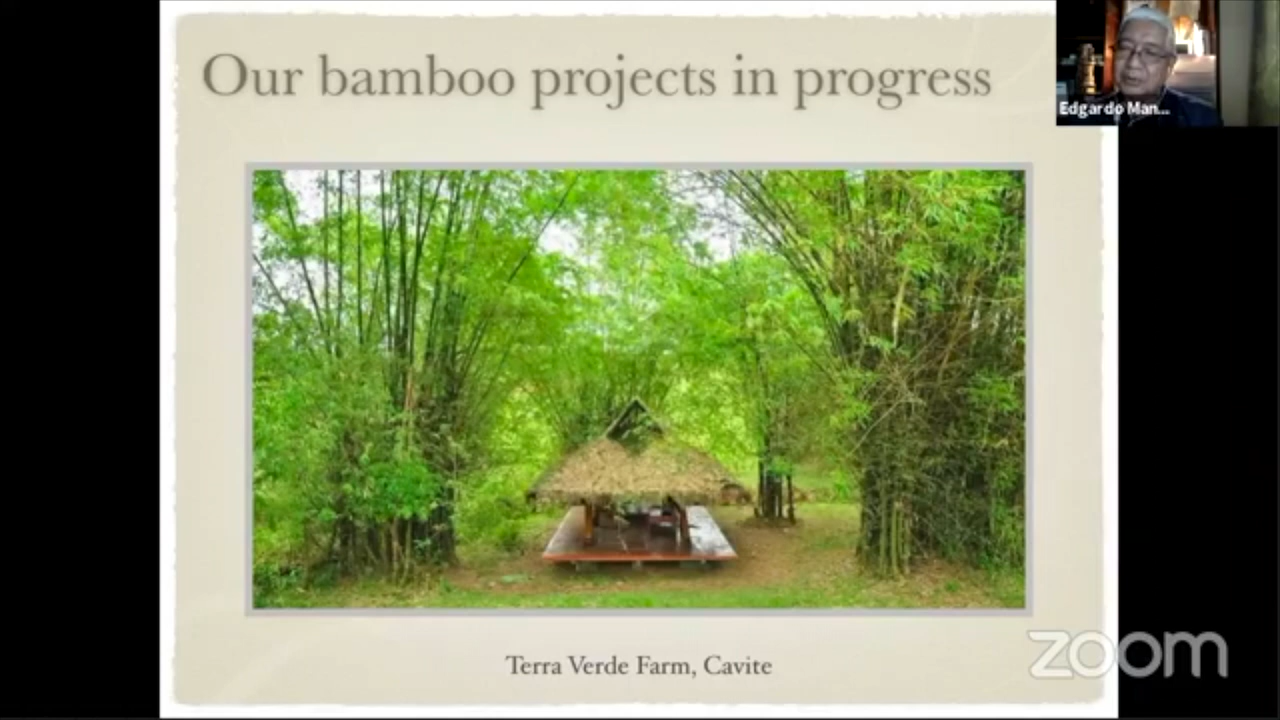 Our bamboo projects in progress
Edgardo Man...
Terra Verde Farm, Cavite
zoom